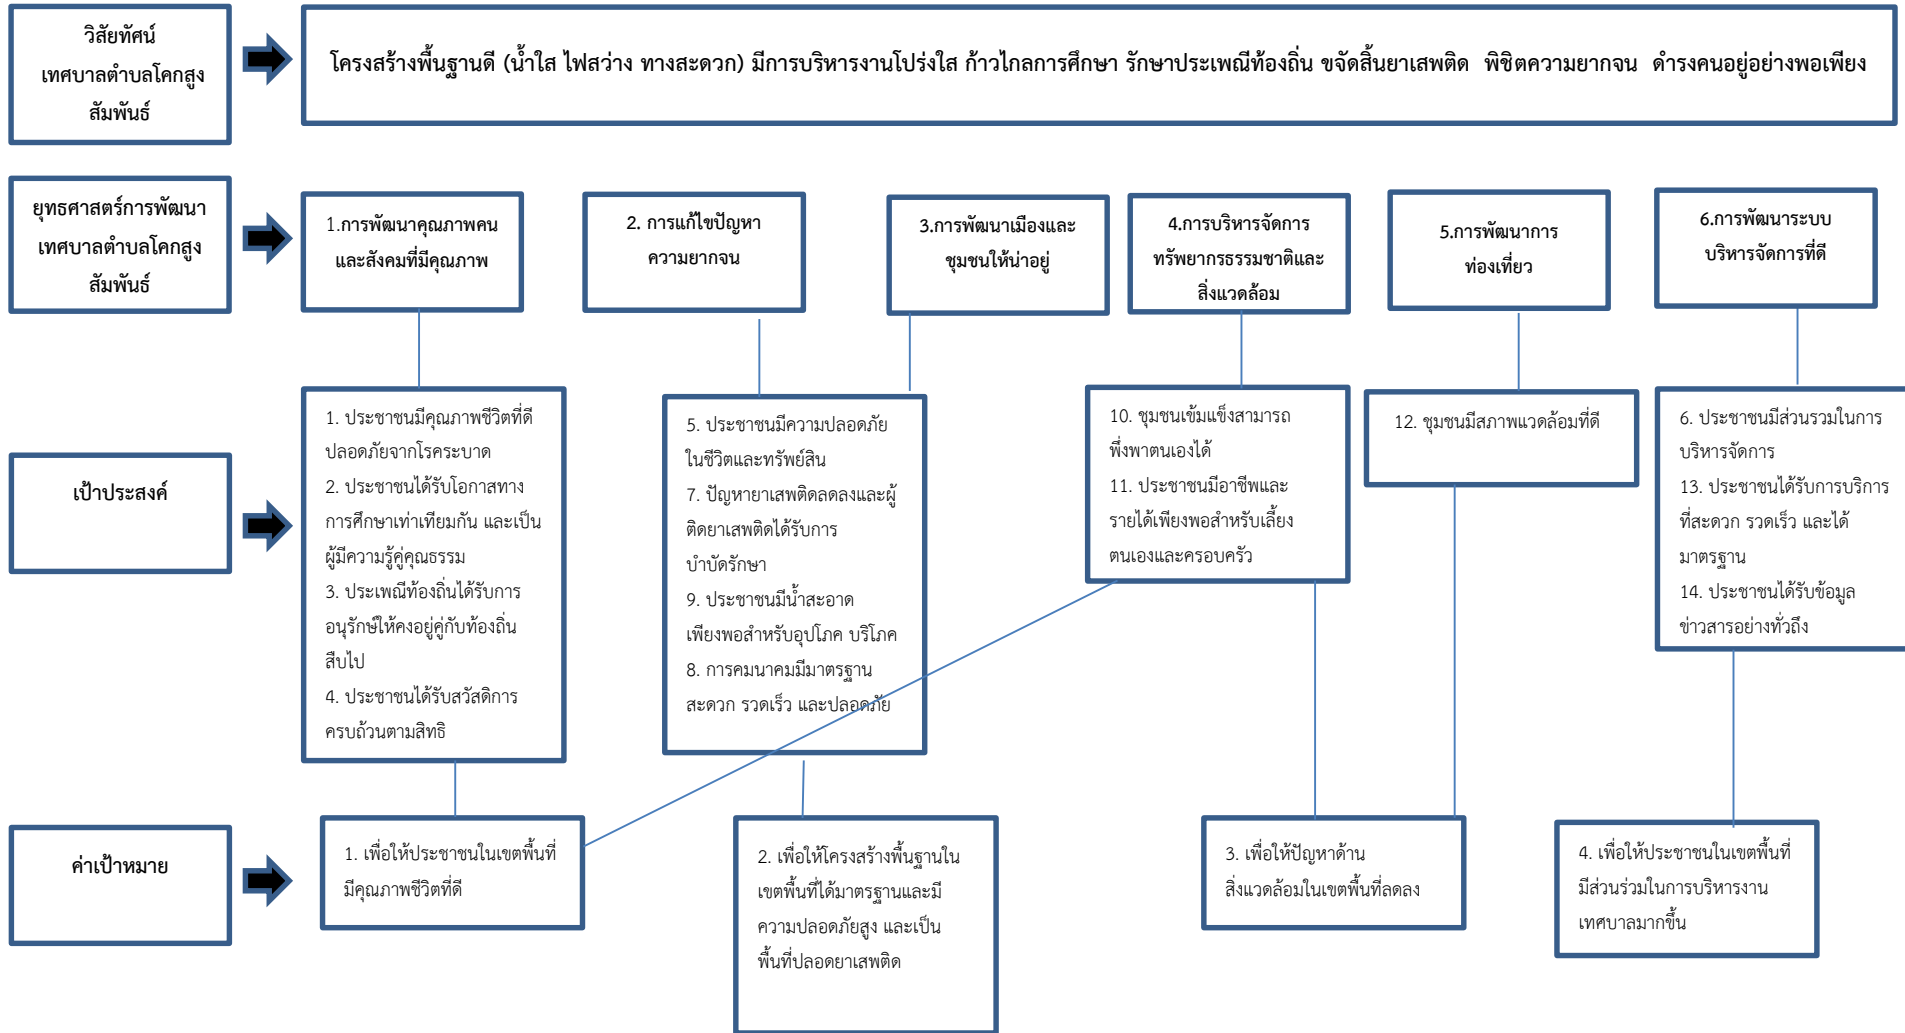 วิสัยทัศน์
เทศบาลตำบลโคกสูง
สัมพันธ์
โครงสร้างพื้นฐานดี (น้ำใส ไฟสว่าง ทางสะดวก) มีการบริหารงานโปร่งใส ก้าวไกลการศึกษา รักษาประเพณีท้องถิ่น ขจัดสิ้นยาเสพติด พิชิตความยากจน ดำรงคนอยู่อย่างพอเพียง
ยุทธศาสตร์การพัฒนา
เทศบาลตำบลโคกสูง
สัมพันธ์
1.การพัฒนาคุณภาพคน
และสังคมที่มีคุณภาพ
2. การแก้ไขปัญหา
ความยากจน
3.การพัฒนาเมืองและ
ชุมชนให้น่าอยู่
4.การบริหารจัดการ
ทรัพยากรธรรมชาติและ
สิ่งแวดล้อม
5.การพัฒนาการ
ท่องเที่ยว
6.การพัฒนาระบบ
บริหารจัดการที่ดี
เป้าประสงค์
1. ประชาชนมีคุณภาพชีวิตที่ดี
ปลอดภัยจากโรคระบาด
2. ประชาชนได้รับโอกาสทาง
การศึกษาเท่าเทียมกัน และเป็น
ผู้มีความรู้คู่คุณธรรม
3. ประเพณีท้องถิ่นได้รับการ
อนุรักษ์ให้คงอยู่คู่กับท้องถิ่น
สืบไป
4. ประชาชนได้รับสวัสดิการ
ครบถ้วนตามสิทธิ
5. ประชาชนมีความปลอดภัย
ในชีวิตและทรัพย์สิน
7. ปัญหายาเสพติดลดลงและผู้
ติดยาเสพติดได้รับการ
บำบัดรักษา
9. ประชาชนมีน้ำสะอาด
เพียงพอสำหรับอุปโภค บริโภค
8. การคมนาคมมีมาตรฐาน
สะดวก รวดเร็ว และปลอดภัย
10. ชุมชนเข้มแข็งสามารถ
พึ่งพาตนเองได้
11. ประชาชนมีอาชีพและ
รายได้เพียงพอสำหรับเลี้ยง
ตนเองและครอบครัว
12. ชุมชนมีสภาพแวดล้อมที่ดี
6. ประชาชนมีส่วนรวมในการ
บริหารจัดการ
13. ประชาชนได้รับการบริการ
ที่สะดวก รวดเร็ว และได้
มาตรฐาน
14. ประชาชนได้รับข้อมูล
ข่าวสารอย่างทั่วถึง
ค่าเป้าหมาย
1. เพื่อให้ประชาชนในเขตพื้นที่
มีคุณภาพชีวิตที่ดี
2. เพื่อให้โครงสร้างพื้นฐานใน
เขตพื้นที่ได้มาตรฐานและมี
ความปลอดภัยสูง และเป็น
พื้นที่ปลอดยาเสพติด
3. เพื่อให้ปัญหาด้าน
สิ่งแวดล้อมในเขตพื้นที่ลดลง
4. เพื่อให้ประชาชนในเขตพื้นที่
มีส่วนร่วมในการบริหารงาน
เทศบาลมากขึ้น